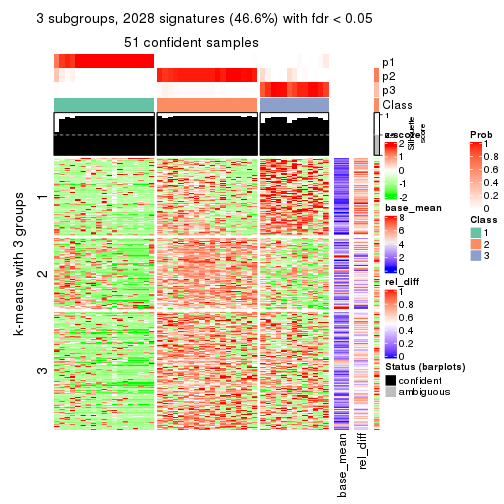 3 subgroups, 2028 signatures (46.6%) with fdr < 0.05
51 confident samples
p1
p2
p3
Class
1
Silhouette
score
k-means with 3 groups
1
2
3
base_mean
rel_diff
z-score
2
1
0
-1
-2
base_mean
8
6
4
2
0
rel_diff
1
0.8
0.6
0.4
0.2
0
Status (barplots)
confident
ambiguous
Prob
1
0.8
0.6
0.4
0.2
0
Class
1
2
3